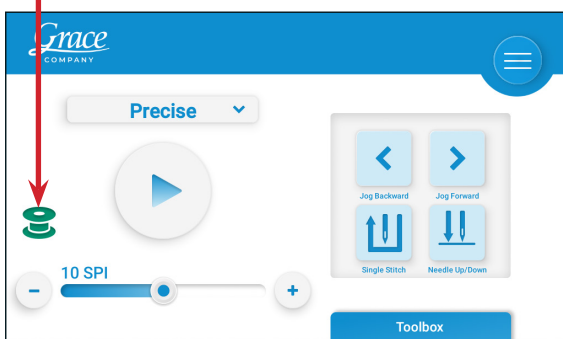 Grace
COMPANY
Precise
Jog Backward
Jog Forward
Single Stitch
Needle Up/Down
10 SPI
Toolbox